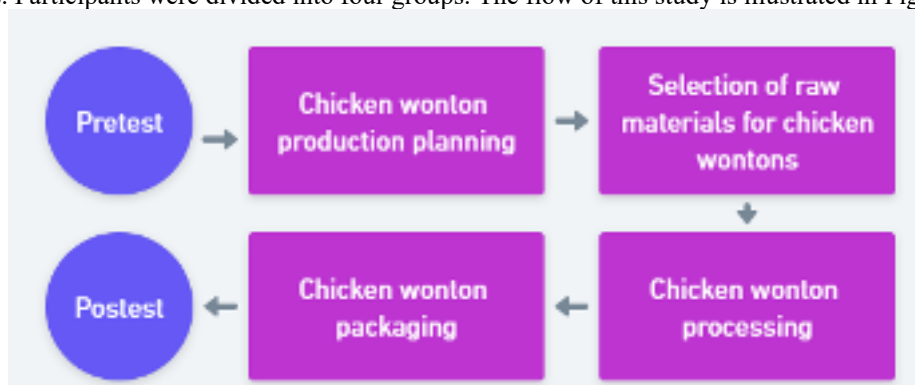 . Participants were divided into four groups. The flow of this study is illustrated in Fig
Pretest
Chicken wonton
production planning
Selection of raw
materials for chicken
wontons
Chicken wonton
processing
Chicken wonton
packaging
Postest